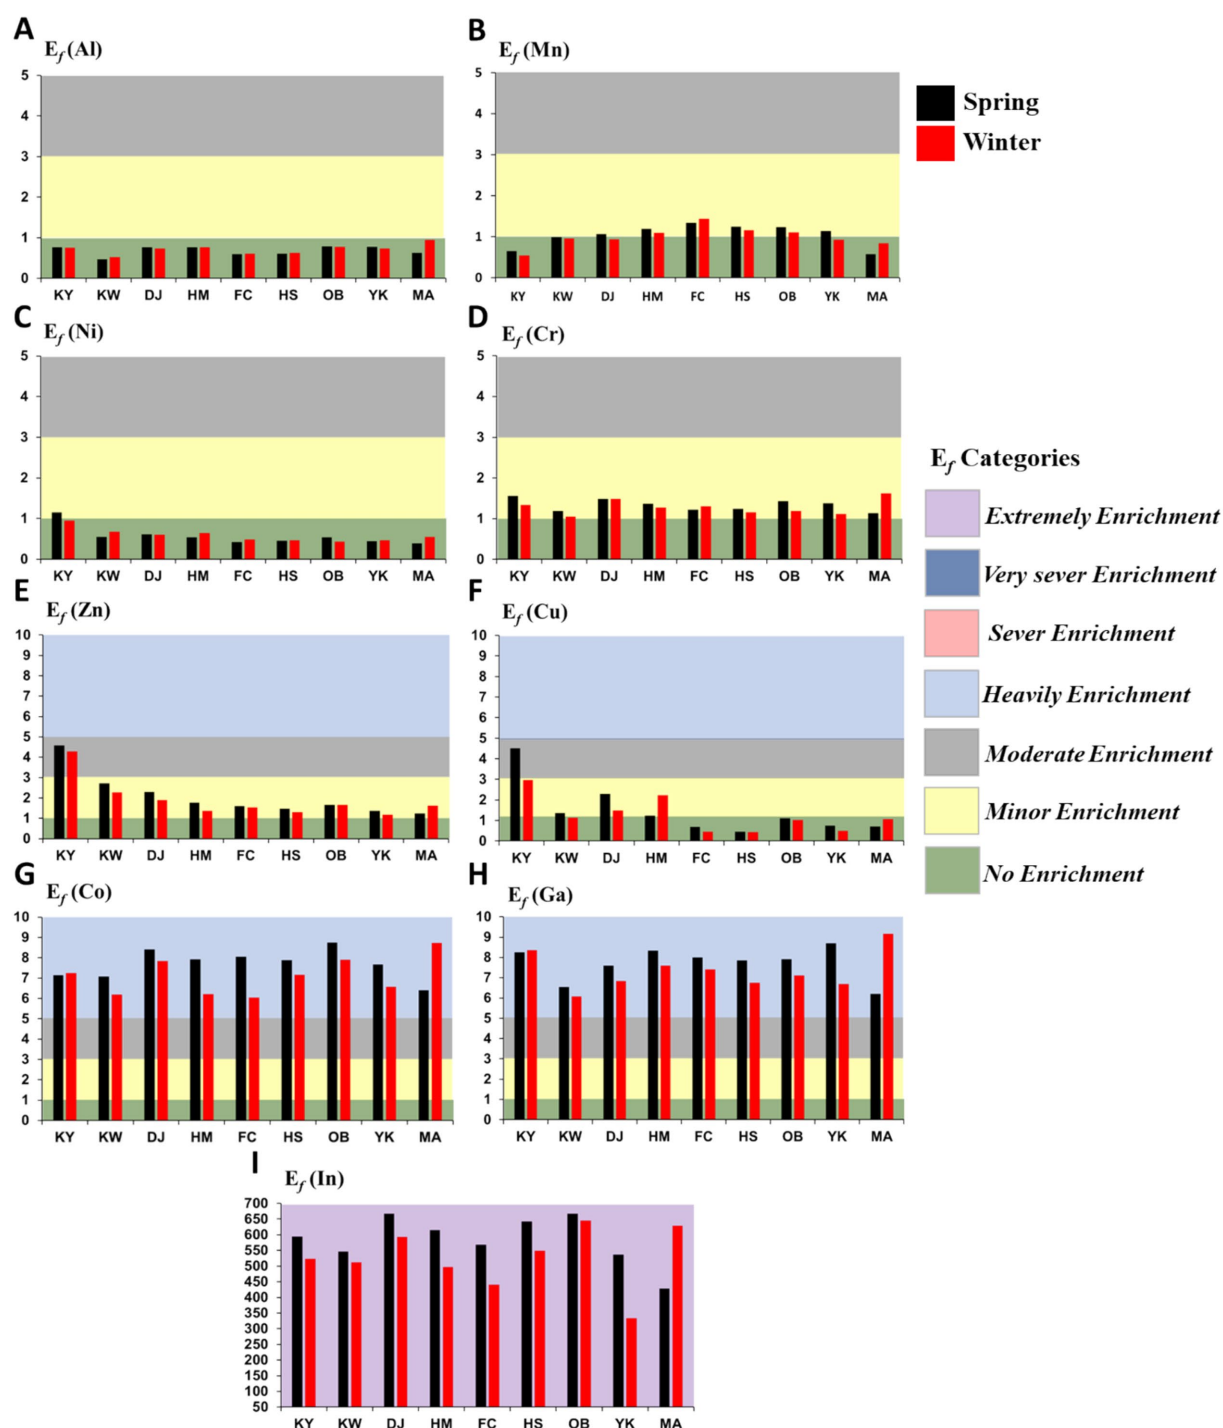 A
E_f (Al)
5
4
3
2
1
0
KY KW DJ HM FC HS OB YK MA
B
E_f (Mn)
5
4
3
2
1
0
KY KW DJ HM FC HS OB YK MA
Spring
Winter
C
E_f (Ni)
5
4
3
2
1
0
KY KW DJ HM FC HS OB YK MA
D
E_f (Cr)
5
4
3
2
1
0
KY KW DJ HM FC HS OB YK MA
E
E_f (Zn)
10
9
8
7
6
5
4
3
2
1
0
KY KW DJ HM FC HS OB YK MA
F
E_f (Cu)
10
9
8
7
6
5
4
3
2
1
0
KY KW DJ HM FC HS OB YK MA
E_f Categories
Extremely Enrichment
Very sever Enrichment
Sever Enrichment
Heavily Enrichment
Moderate Enrichment
Minor Enrichment
No Enrichment
G
E_f (Co)
10
9
8
7
6
5
4
3
2
1
0
KY KW DJ HM FC HS OB YK MA
H
E_f (Ga)
10
9
8
7
6
5
4
3
2
1
0
KY KW DJ HM FC HS OB YK MA
I
E_f (In)
700
650
600
550
500
450
400
350
300
250
200
150
100
50
KY KW DJ HM FC HS OB YK MA